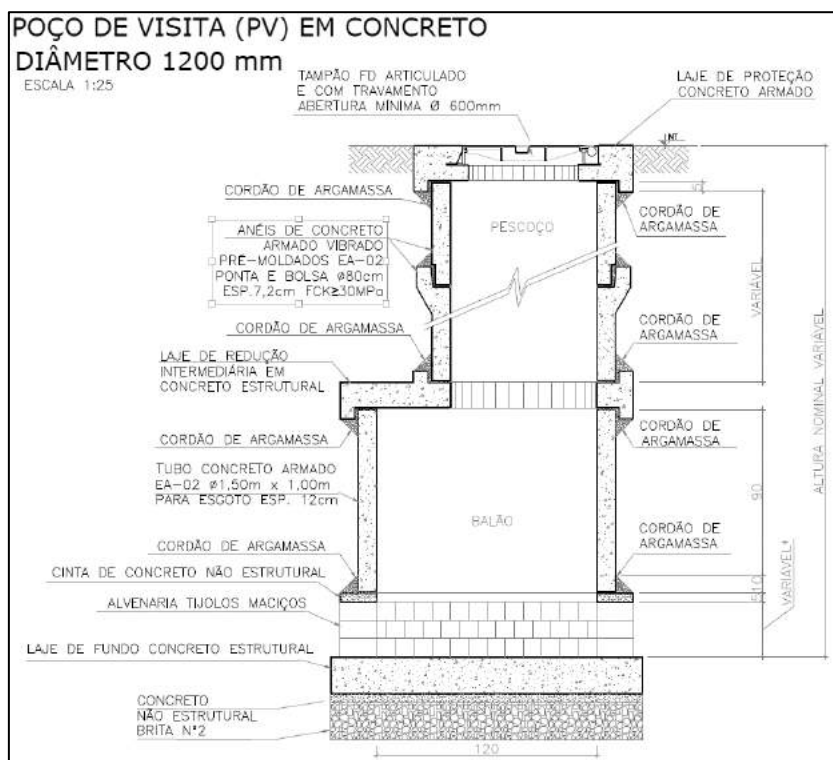 POÇO DE VISITA (PV) EM CONCRETO
DIÂMETRO 1200 mm
ESCALA 1:25
TAMPÃO FD ARTICULADO
E COM TRAVAMENTO
ABERTURA MÍNIMA Ø 600mm
LAJE DE PROTEÇÃO
CONCRETO ARMADO
NT
CORDÃO DE ARGAMASSA
CORDÃO DE
ARGAMASSA
PESCOÇO
ANÉIS DE CONCRETO
ARMADO VIBRADO
PRÉ-MOLDADOS EA-02
PONTA E BOLSA ø80cm
ESP.7,2cm FCK≥30MPa
VARIÁVEL
CORDÃO DE ARGAMASSA
CORDÃO DE
ARGAMASSA
LAJE DE REDUÇÃO
INTERMEDIÁRIA EM
CONCRETO ESTRUTURAL
ALTURA NOMINAL VARIÁVEL
CORDÃO DE ARGAMASSA
CORDÃO DE
ARGAMASSA
TUBO CONCRETO ARMADO
EA-02 ø1,50m x 1,00m
PARA ESGOTO ESP. 12cm
90
BALÃO
CORDÃO DE ARGAMASSA
CORDÃO DE
ARGAMASSA
CINTA DE CONCRETO NÃO ESTRUTURAL
10
VARIÁVEL*
ALVENARIA TIJOLOS MACIÇOS
LAJE DE FUNDO CONCRETO ESTRUTURAL
CONCRETO
NÃO ESTRUTURAL
BRITA N°2
120